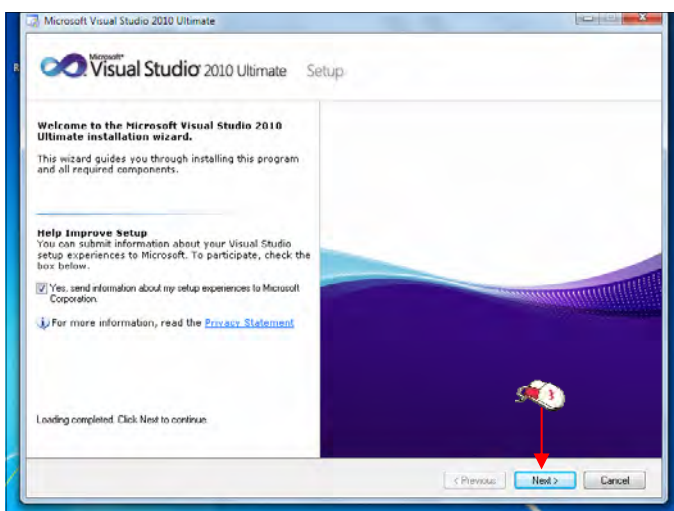 Microsoft Visual Studio 2010 Ultimate
Microsoft
Visual Studio 2010 Ultimate Setup
Welcome to the Microsoft Visual Studio 2010
Ultimate installation wizard.
This wizard guides you through installing this program
and all required components.
Help Improve Setup
You can submit information about your Visual Studio
setup experiences to Microsoft. To participate, check the
box below.
Yes, send information about my setup experiences to Microsoft
Corporation.
For more information, read the Privacy Statement
Loading completed. Click Next to continue.
< Previous Next > Cancel